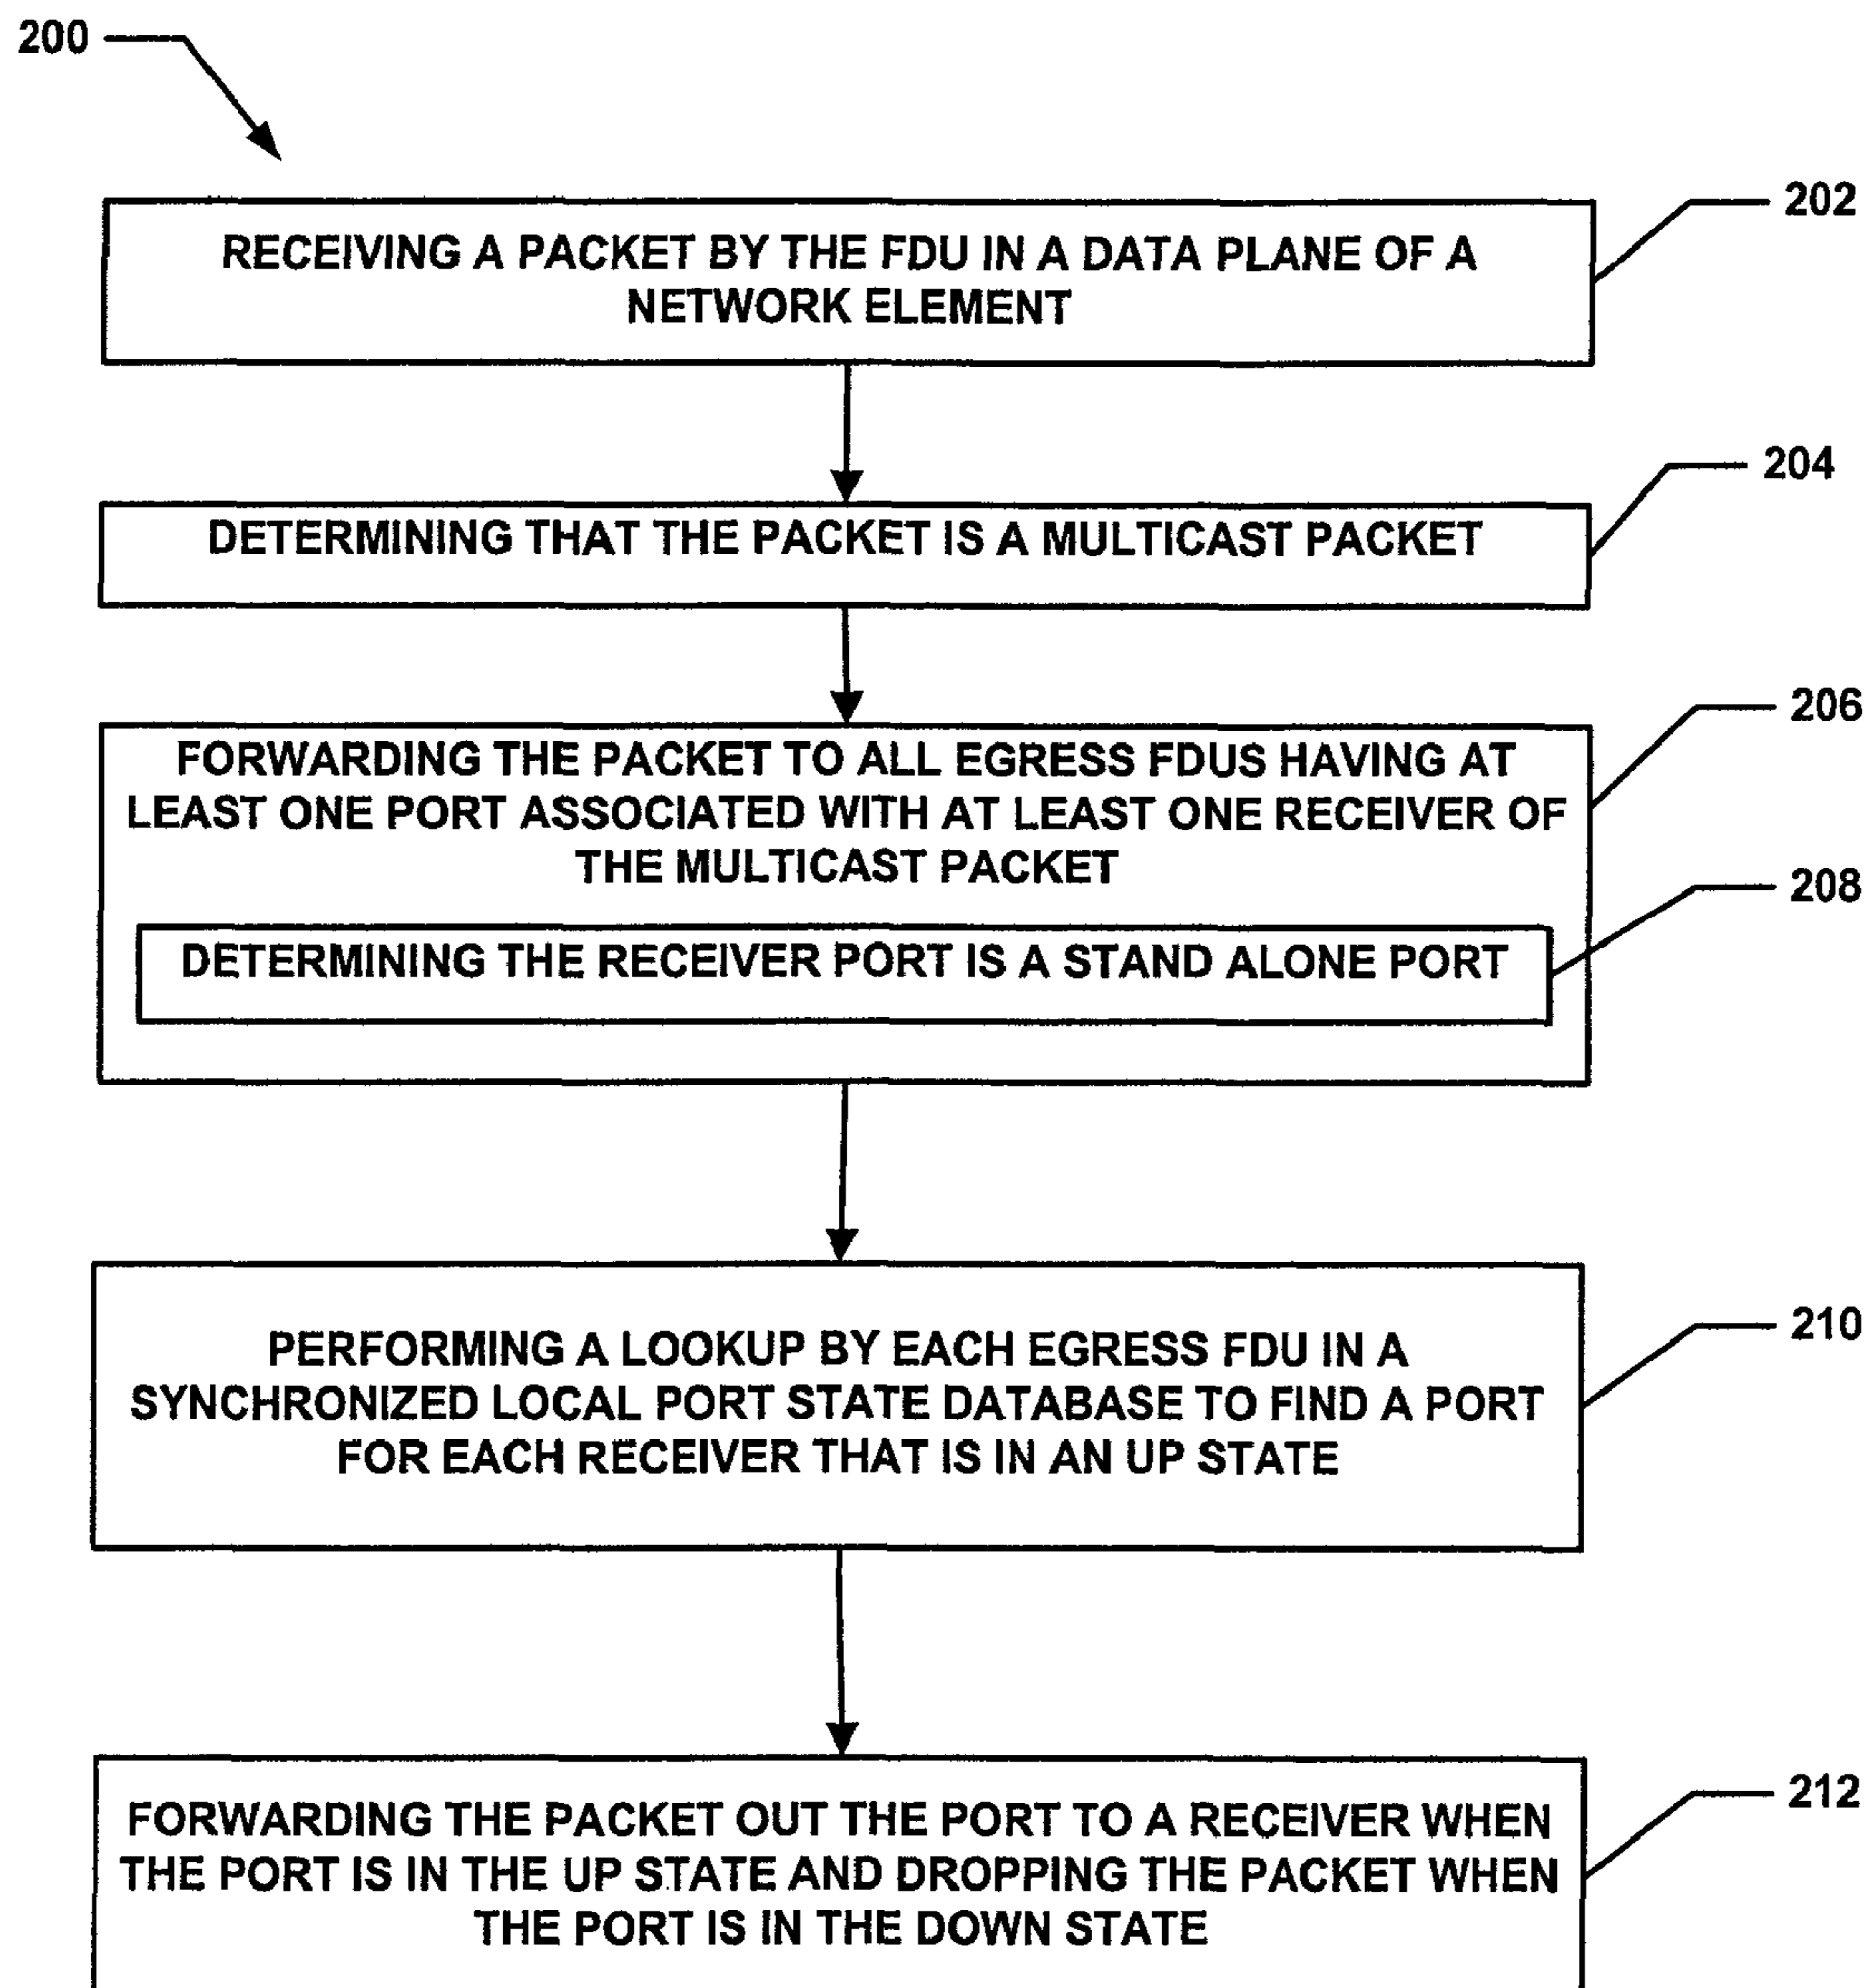 200
202
RECEIVING A PACKET BY THE FDU IN A DATA PLANE OF A
NETWORK ELEMENT
204
DETERMINING THAT THE PACKET IS A MULTICAST PACKET
206
FORWARDING THE PACKET TO ALL EGRESS FDUS HAVING AT
LEAST ONE PORT ASSOCIATED WITH AT LEAST ONE RECEIVER OF
THE MULTICAST PACKET
208
DETERMINING THE RECEIVER PORT IS A STAND ALONE PORT
210
PERFORMING A LOOKUP BY EACH EGRESS FDU IN A
SYNCHRONIZED LOCAL PORT STATE DATABASE TO FIND A PORT
FOR EACH RECEIVER THAT IS IN AN UP STATE
212
FORWARDING THE PACKET OUT THE PORT TO A RECEIVER WHEN
THE PORT IS IN THE UP STATE AND DROPPING THE PACKET WHEN
THE PORT IS IN THE DOWN STATE